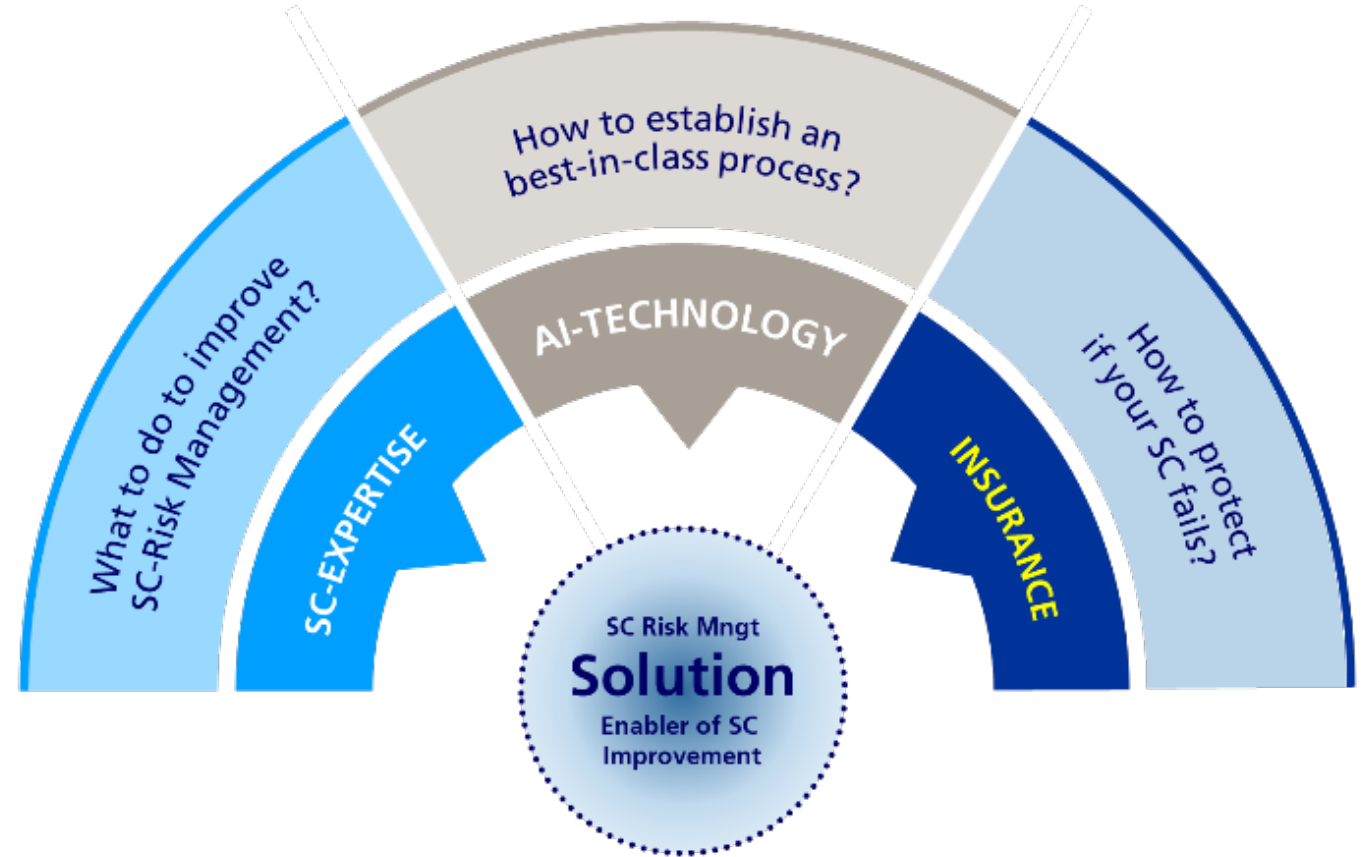 What to do to improve
SC-Risk Management?
SC-EXPERTISE
How to establish an
best-in-class process?
AI-TECHNOLOGY
How to protect
if your SC fails?
INSURANCE
SC Risk Mngt
Solution
Enabler of SC
Improvement